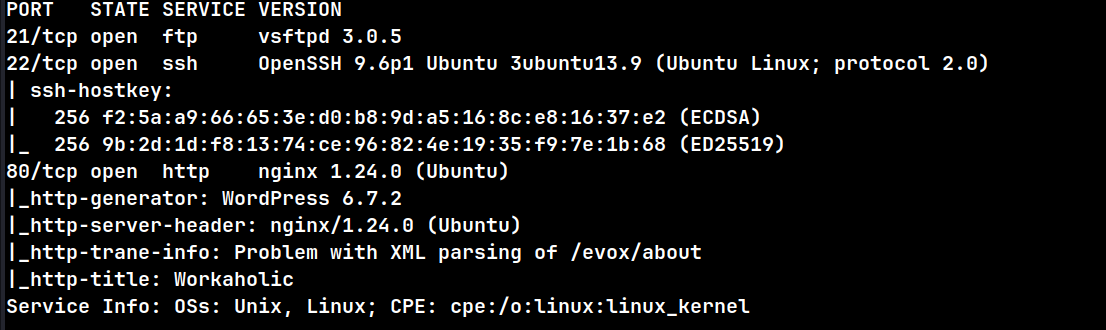 PORT   STATE SERVICE VERSION
21/tcp open  ftp     vsftpd 3.0.5
22/tcp open  ssh     OpenSSH 9.6p1 Ubuntu 3ubuntu13.9 (Ubuntu Linux; protocol 2.0)
| ssh-hostkey:
|   256 f2:5a:a9:66:65:3e:d0:b8:9d:a5:16:8c:e8:16:37:e2 (ECDSA)
|_  256 9b:2d:1d:f8:13:74:ce:96:82:4e:19:35:f9:7e:1b:68 (ED25519)
80/tcp open  http    nginx 1.24.0 (Ubuntu)
|_http-generator: WordPress 6.7.2
|_http-server-header: nginx/1.24.0 (Ubuntu)
|_http-trane-info: Problem with XML parsing of /evox/about
|_http-title: Workaholic
Service Info: OSs: Unix, Linux; CPE: cpe:/o:linux:linux_kernel